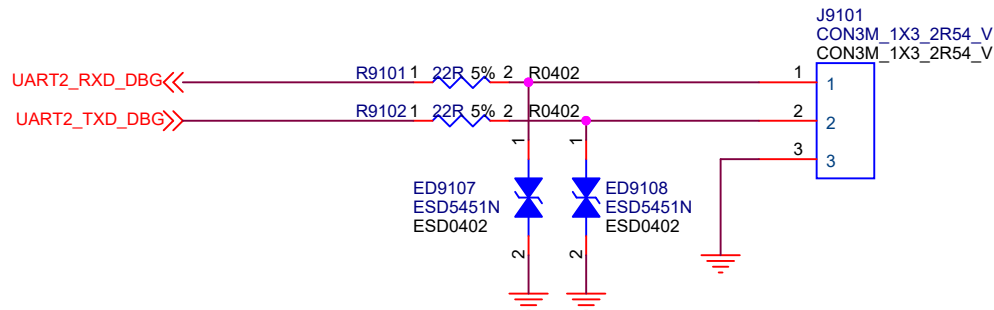 J9101
CON3M_1X3_2R54_V
CON3M_1X3_2R54_V
UART2_RXD_DBG
R9101 1 22R 5% 2 R0402
1
1
UART2_TXD_DBG
R9102 1 22R 5% 2 R0402
2
2
3
3
1
1
ED9107
ESD5451N
ESD0402
ED9108
ESD5451N
ESD0402
2
2